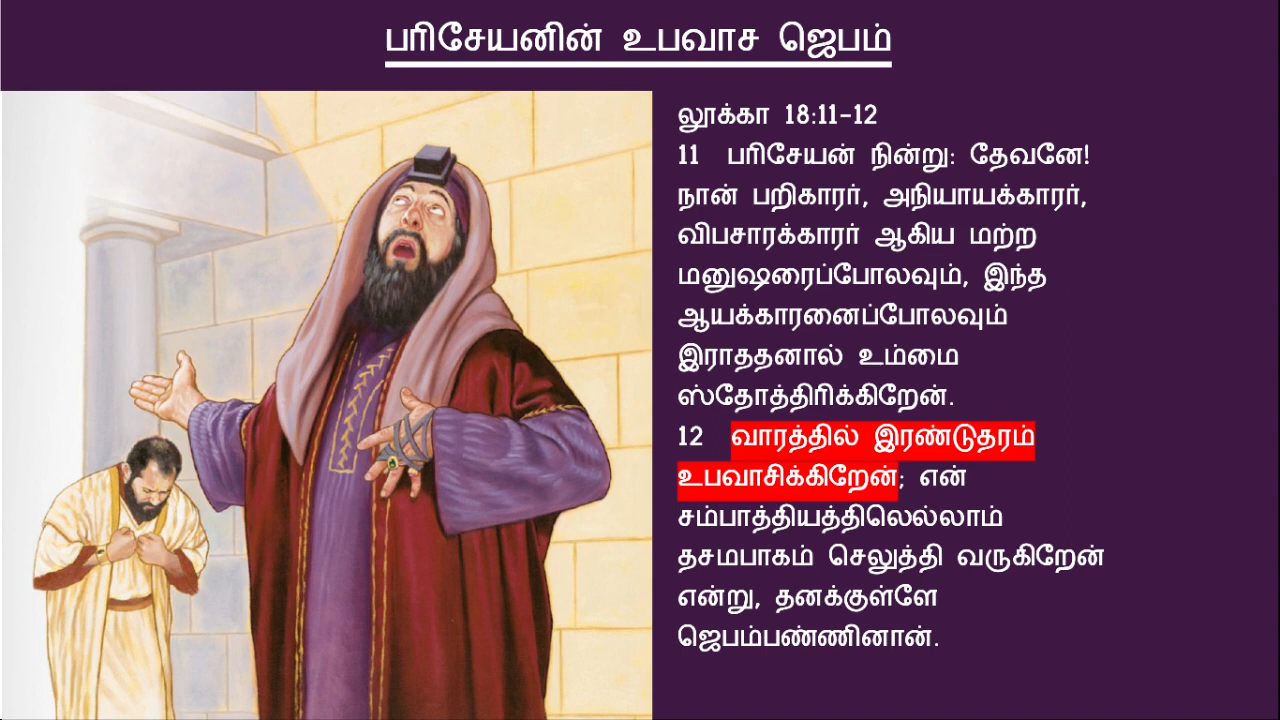 பரிசேயனின் உபவாச ஜெபம்
லூக்கா 18:11-12
11 பரிசேயன் நின்று: தேவனே!
நான் பறிகாரர், அநியாயக்காரர்,
விபசாரக்காரர் ஆகிய மற்ற
மனுஷரைப்போலவும், இந்த
ஆயக்காரனைப்போலவும்
இராததனால் உம்மை
ஸ்தோத்திரிக்கிறேன்.
12 வாரத்தில் இரண்டுதரம்
உபவாசிக்கிறேன்; என்
சம்பாத்தியத்திலெல்லாம்
தசமபாகம் செலுத்தி வருகிறேன்
என்று, தனக்குள்ளே
ஜெபம்பண்ணினான்.